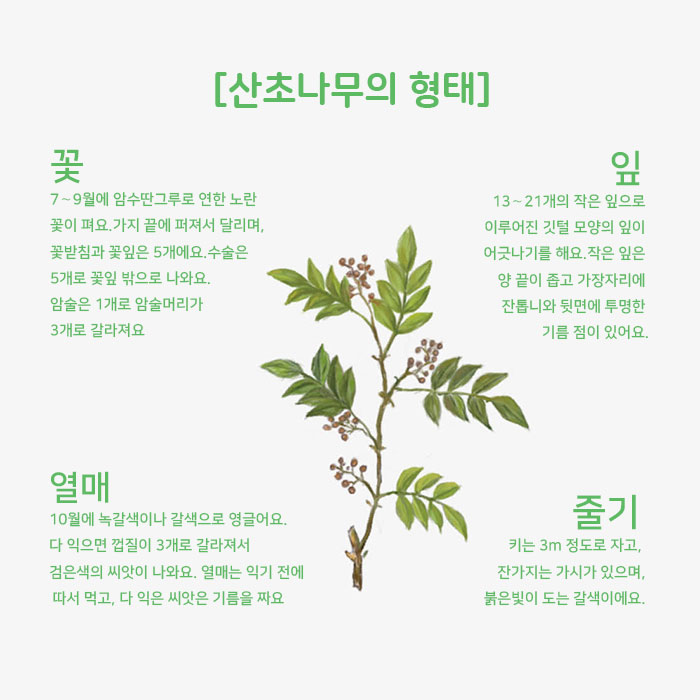 [산초나무의 형태]
꽃
7~9월에 암수딴그루로 연한 노란
꽃이 펴요.가지 끝에 퍼져서 달리며,
꽃받침과 꽃잎은 5개에요.수술은
5개로 꽃잎 밖으로 나와요.
암술은 1개로 암술머리가
3개로 갈라져요
잎
13~21개의 작은 잎으로
이루어진 깃털 모양의 잎이
어긋나기를 해요.작은 잎은
양 끝이 좁고 가장자리에
잔톱니와 뒷면에 투명한
기름 점이 있어요.
열매
10월에 녹갈색이나 갈색으로 영글어요.
다 익으면 껍질이 3개로 갈라져서
검은색의 씨앗이 나와요. 열매는 익기 전에
따서 먹고, 다 익은 씨앗은 기름을 짜요
줄기
키는 3m 정도로 자고,
잔가지는 가시가 있으며,
붉은빛이 도는 갈색이에요.